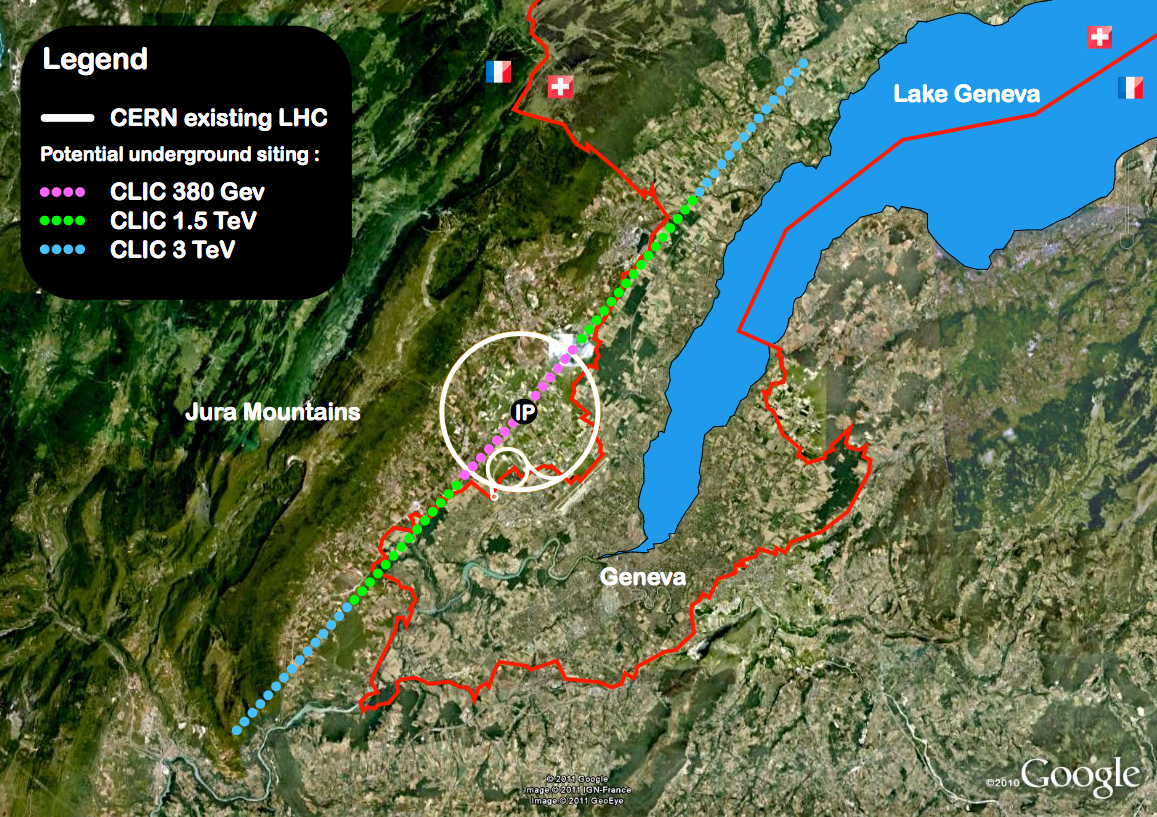 Legend
CERN existing LHC
Potential underground siting :
CLIC 380 Gev
CLIC 1.5 TeV
CLIC 3 TeV
Lake Geneva
Jura Mountains
IP
Geneva
© 2011 Google
Image © 2011 IGN-France
Image © 2011 GeoEye
©2010 Google